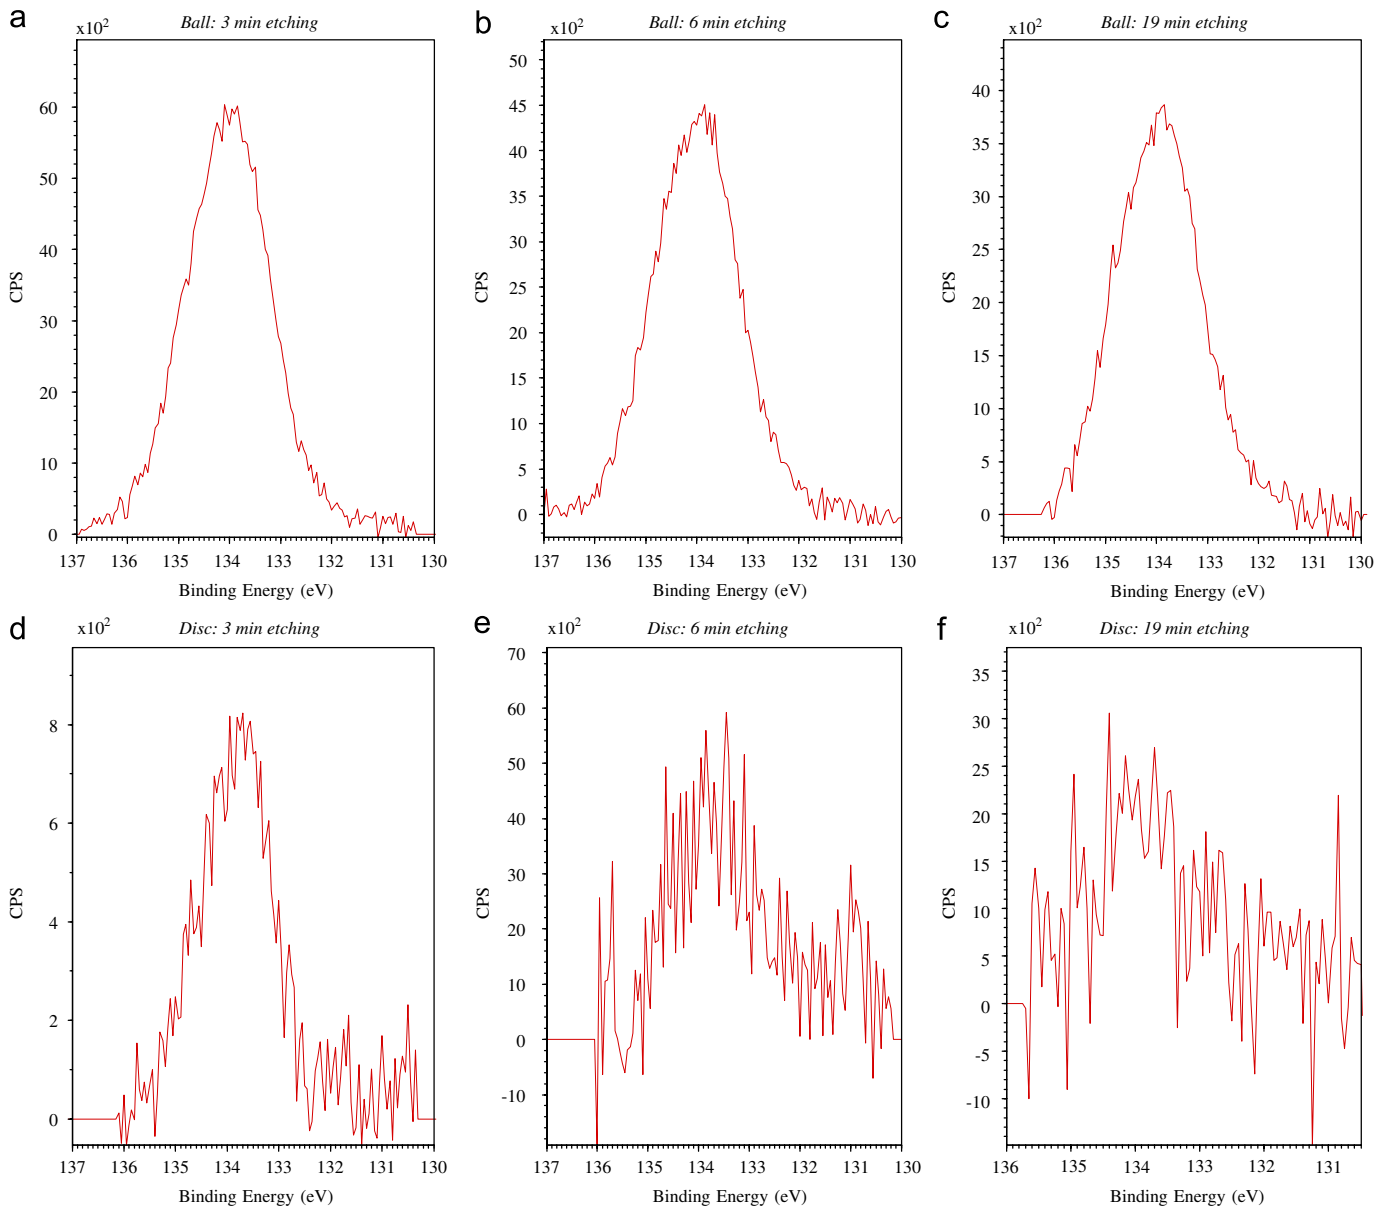 a
Ball: 3 min etching
x10²
60
50
40
30
20
10
0
CPS
137 136 135 134 133 132 131 130
Binding Energy (eV)
b
Ball: 6 min etching
x10²
50
45
40
35
30
25
20
15
10
5
0
CPS
137 136 135 134 133 132 131 130
Binding Energy (eV)
c
Ball: 19 min etching
x10²
40
35
30
25
20
15
10
5
0
CPS
137 136 135 134 133 132 131 130
Binding Energy (eV)
d
Disc: 3 min etching
x10²
8
6
4
2
0
CPS
137 136 135 134 133 132 131 130
Binding Energy (eV)
e
Disc: 6 min etching
x10²
70
60
50
40
30
20
10
0
-10
CPS
137 136 135 134 133 132 131 130
Binding Energy (eV)
f
Disc: 19 min etching
x10²
35
30
25
20
15
10
5
0
-5
-10
CPS
136 135 134 133 132 131
Binding Energy (eV)